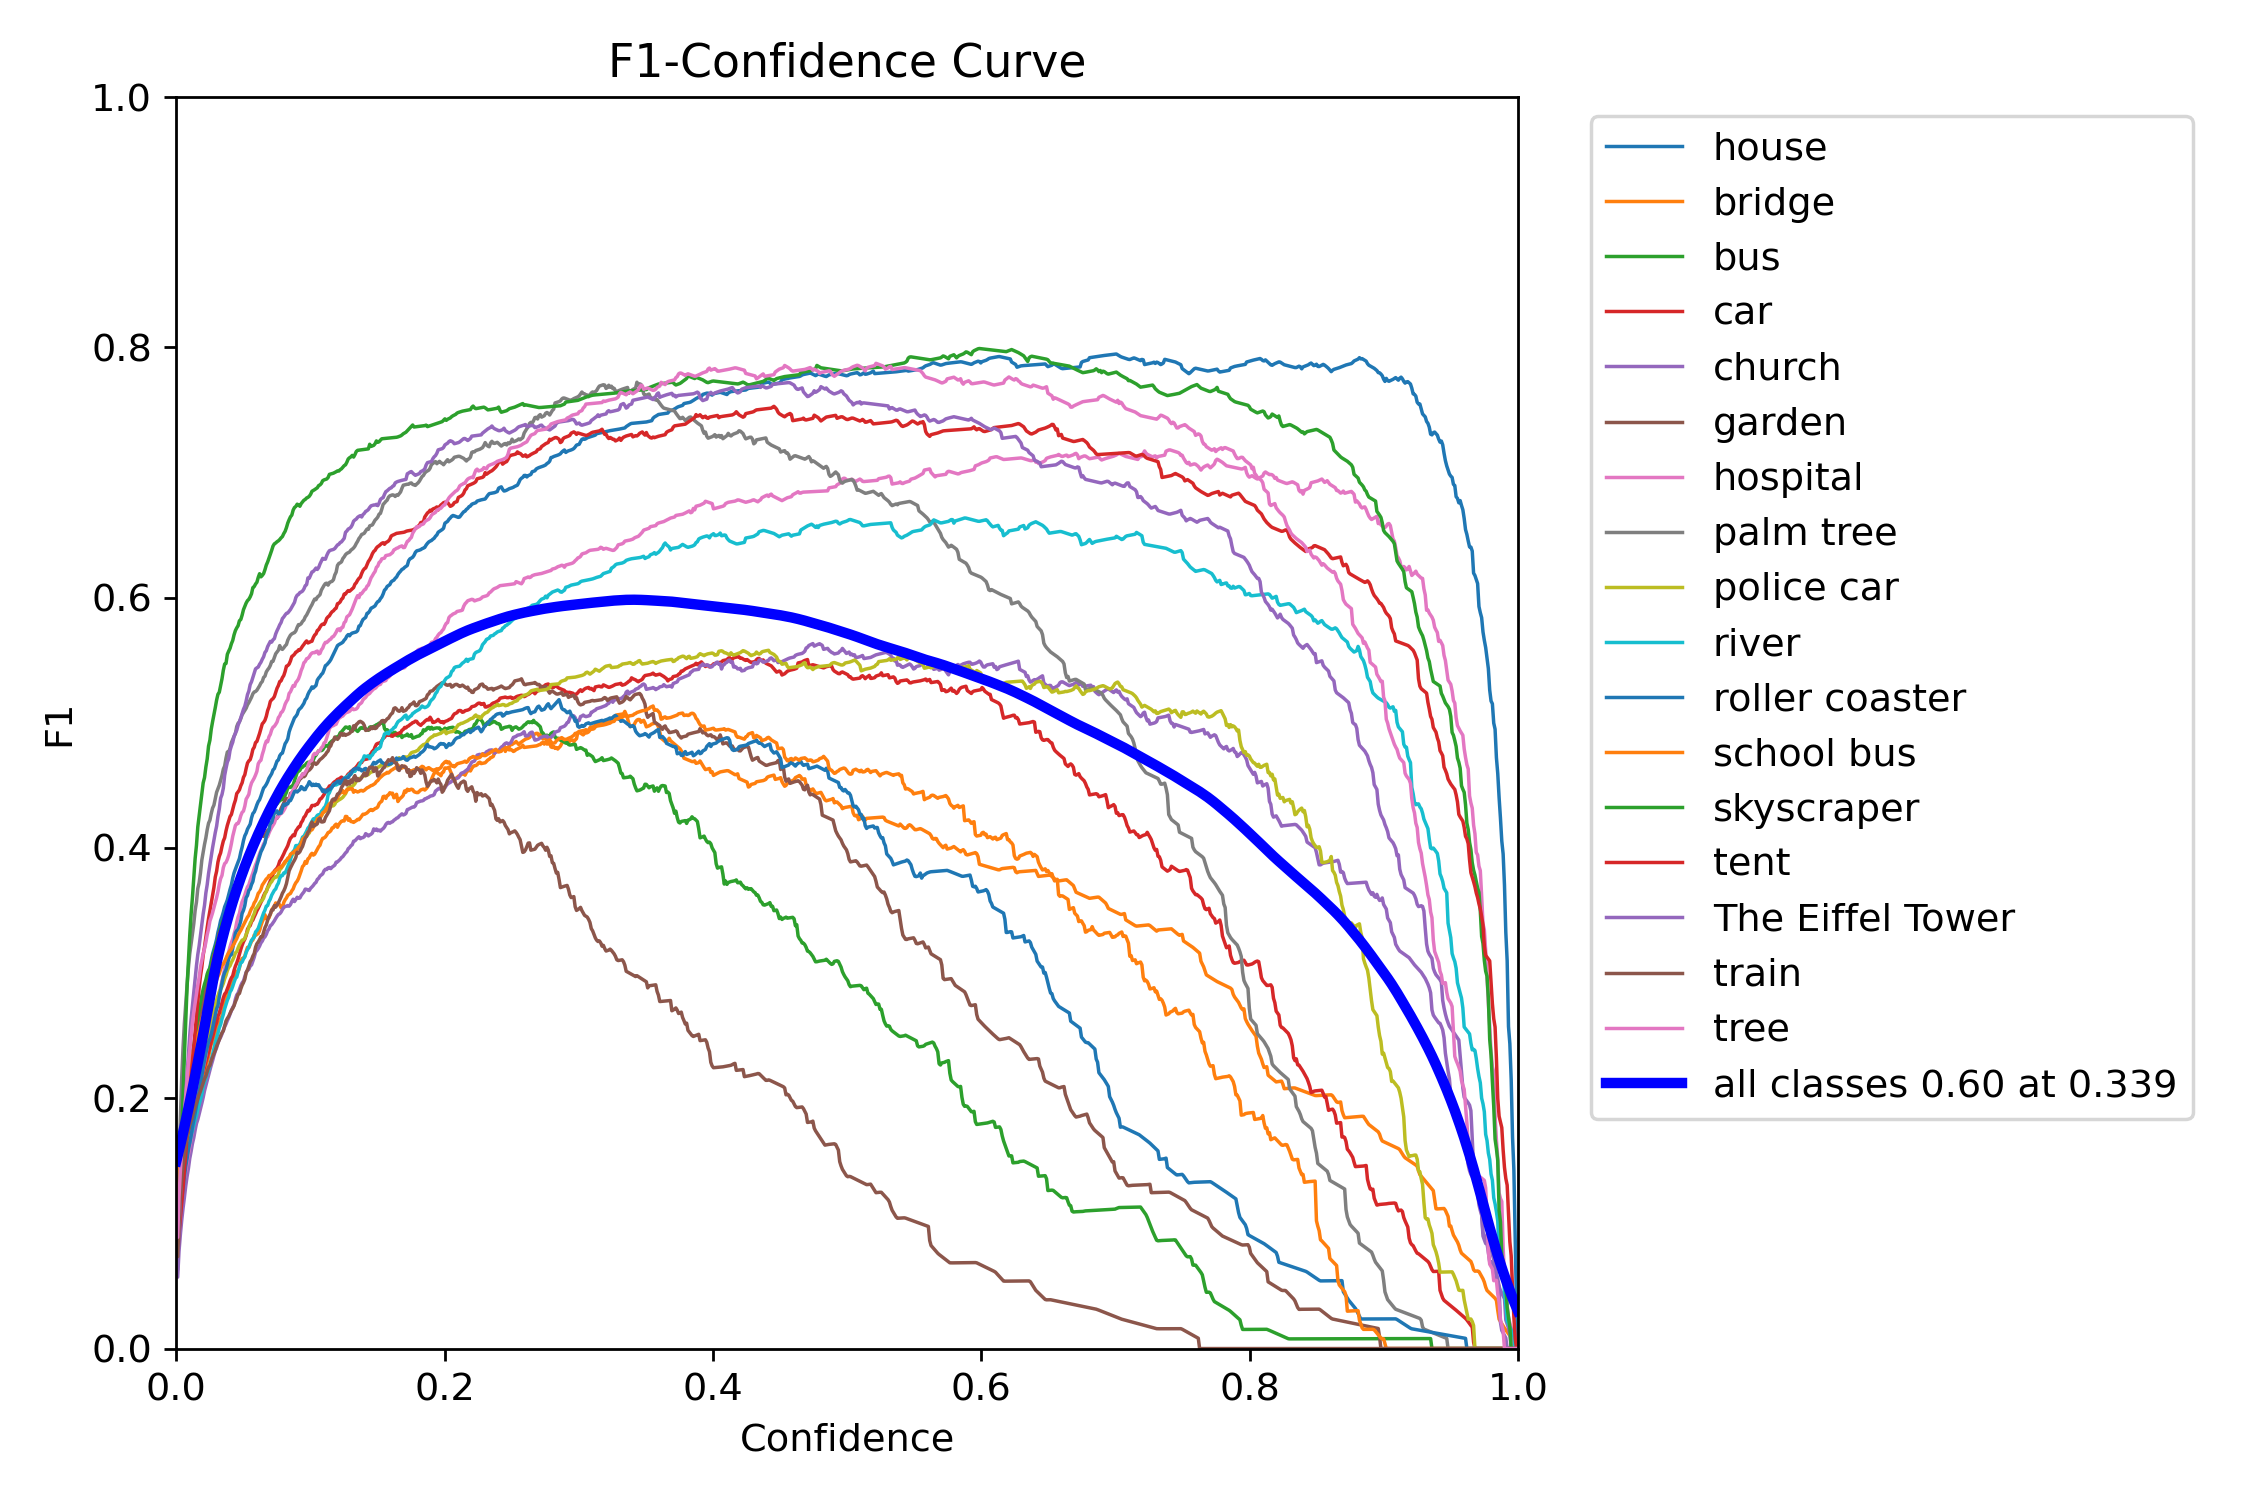 F1-Confidence Curve
1.0
0.8
0.6
0.4
0.2
0.0
F1
0.0 0.2 0.4 0.6 0.8 1.0
Confidence
house
bridge
bus
car
church
garden
hospital
palm tree
police car
river
roller coaster
school bus
skyscraper
tent
The Eiffel Tower
train
tree
all classes 0.60 at 0.339